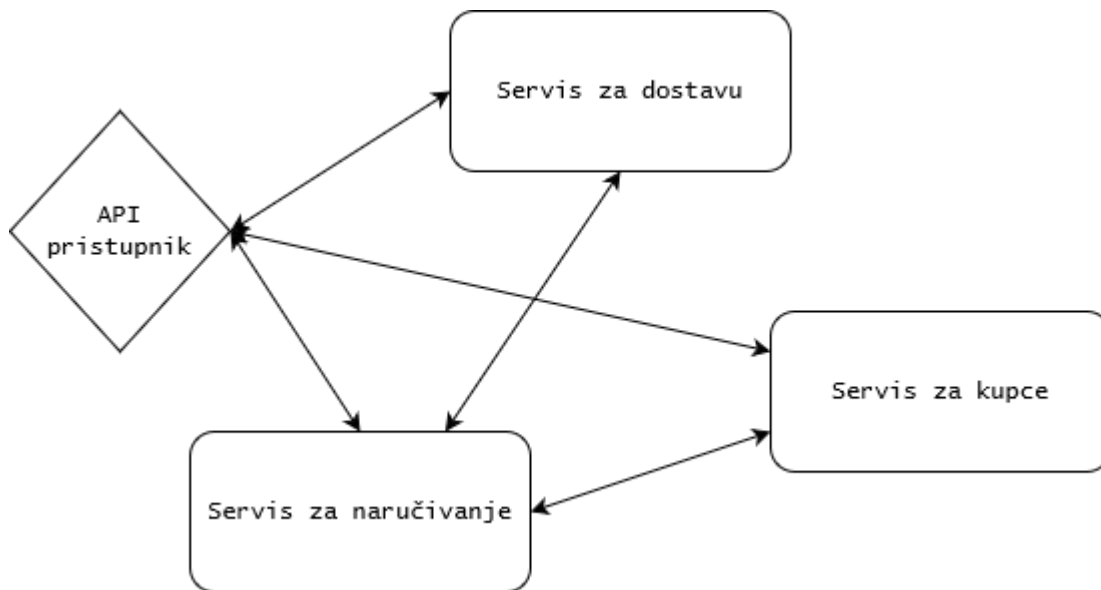 Servis za dostavu
API
pristupnik
Servis za kupce
Servis za naručivanje